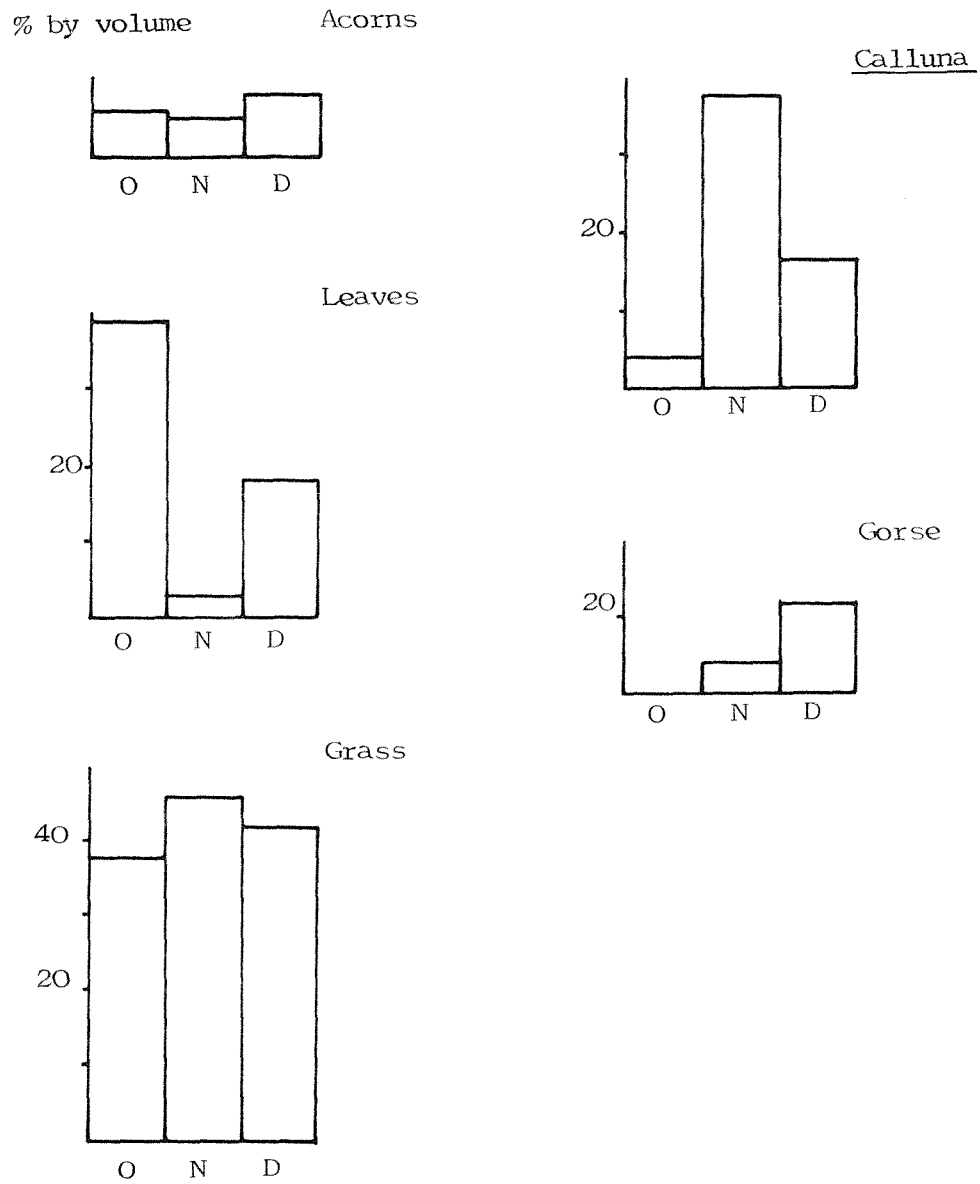 % by volume
Acorns
O N D
Calluna
20
O N D
Leaves
20
O N D
Gorse
20
O N D
Grass
40
20
O N D